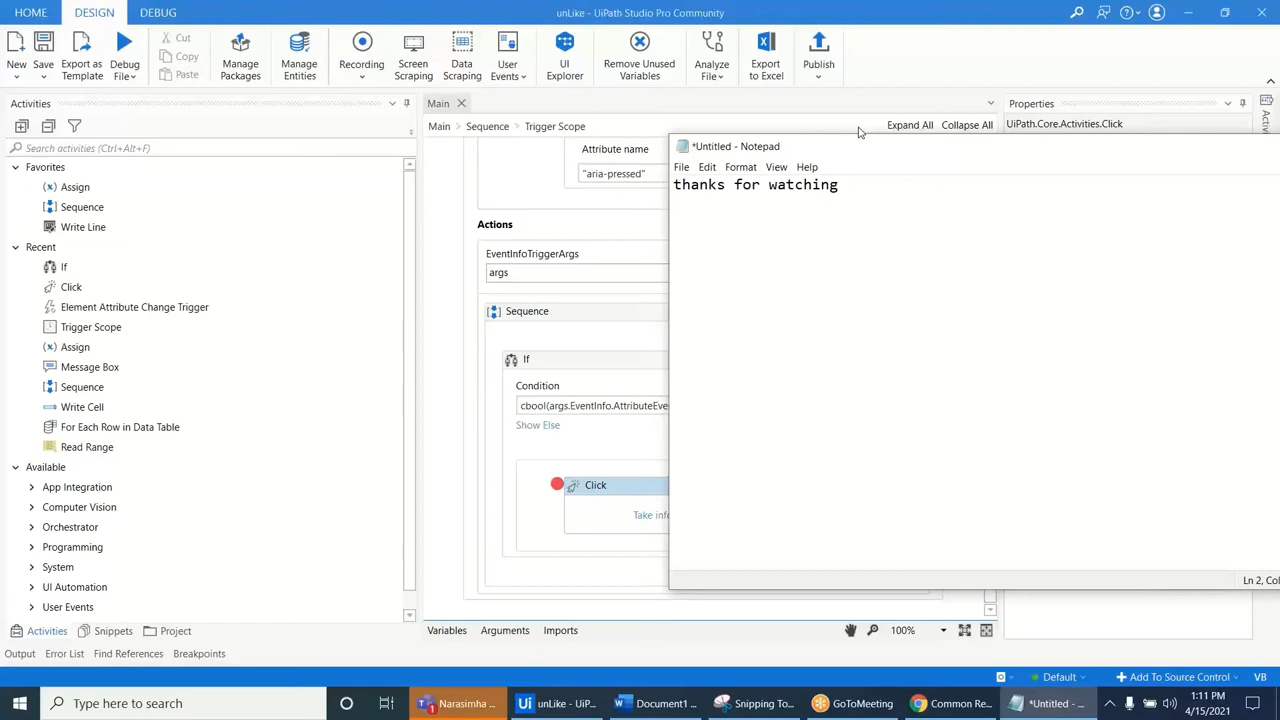 HOME DESIGN DEBUG unLike - UiPath Studio Pro Community
Cut
Copy
Paste
New Save Export as Template Debug File Manage Packages Manage Entities Recording Screen Scraping Data Scraping User Events UI Explorer Remove Unused Variables Analyze File Export to Excel Publish
Activities
Search activities (Ctrl+Alt+F)
Favorites
Assign
Sequence
Write Line
Recent
If
Click
Element Attribute Change Trigger
Trigger Scope
Assign
Message Box
Sequence
Write Cell
For Each Row in Data Table
Read Range
Available
App Integration
Computer Vision
Orchestrator
Programming
System
UI Automation
User Events
Activities Snippets Project
Main
Main > Sequence > Trigger Scope Expand All Collapse All
Attribute name
"aria-pressed"
Actions
EventInfoTriggerArgs
args
Sequence
If
Condition
cbool(args.EventInfo.AttributeEve
Show Else
Click
Take info
Variables Arguments Imports 100%
Properties
UiPath.Core.Activities.Click
*Untitled - Notepad
File Edit Format View Help
thanks for watching
Ln 2, Col
Output Error List Find References Breakpoints
Default Add To Source Control VB
Type here to search
1
Narasimha ...
Ui unLike - UiP...
Document1 ...
Snipping To...
GoToMeeting
Common Re...
*Untitled - ...
1:11 PM
4/15/2021